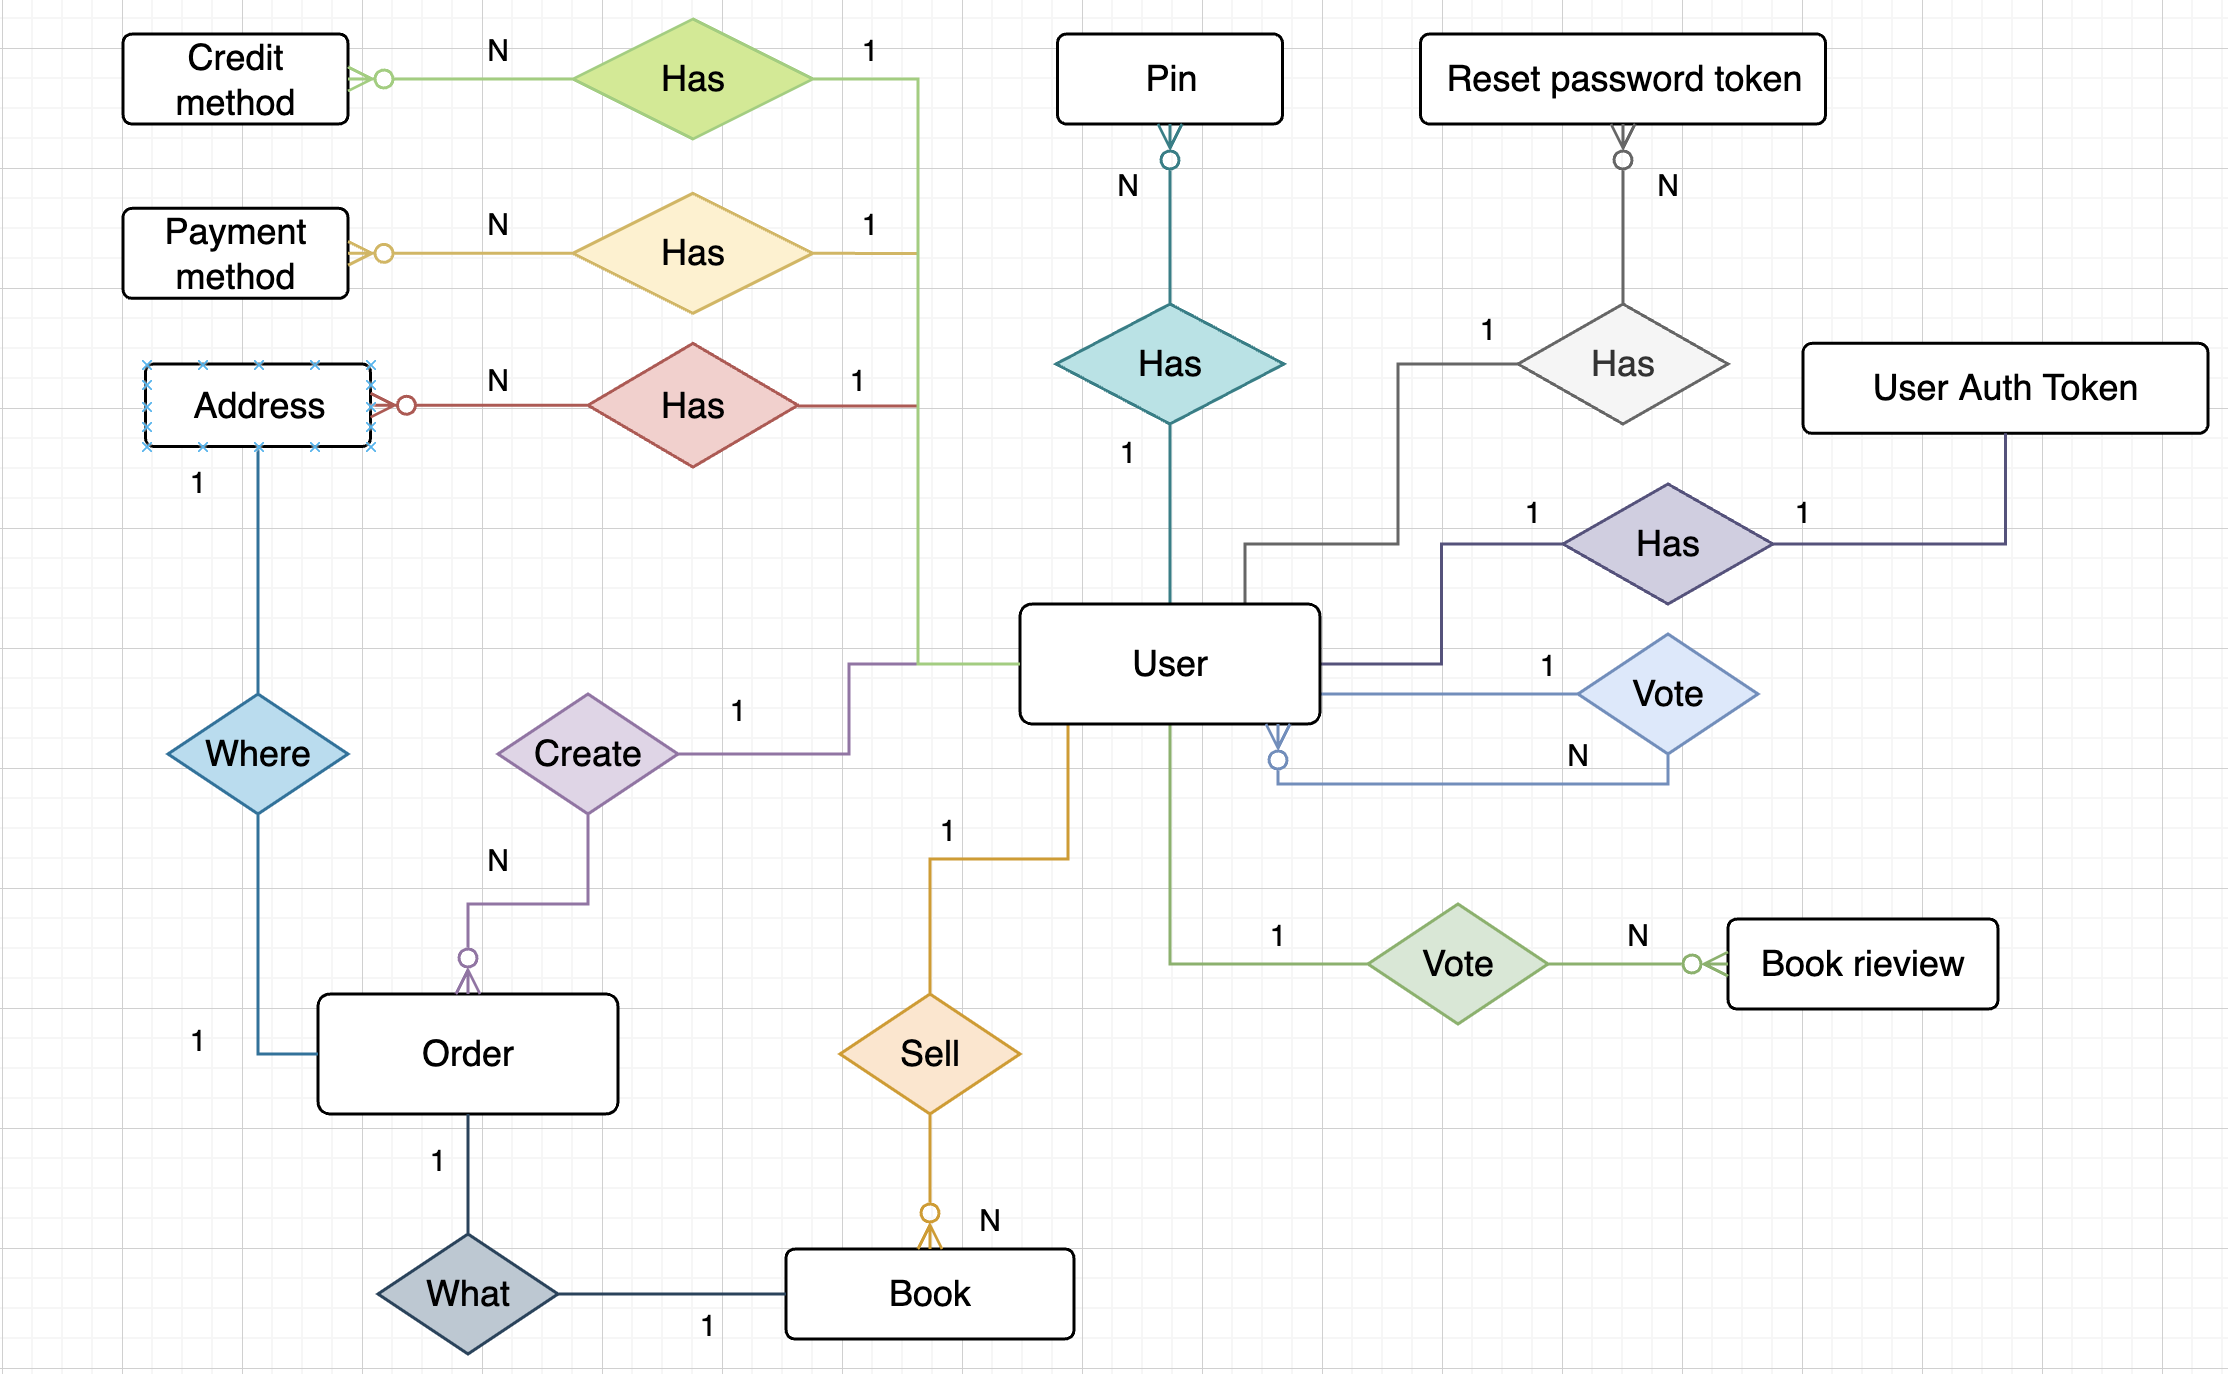 Credit
method
N
Has
1
Pin
Reset password token
N
N
Payment
method
N
Has
1
Has
1
Has
Address
N
Has
1
User Auth Token
1
1
1
Has
1
User
1
Vote
N
Where
Create
1
1
N
1
Vote
N
Book rieview
1
Order
Sell
1
N
What
1
Book